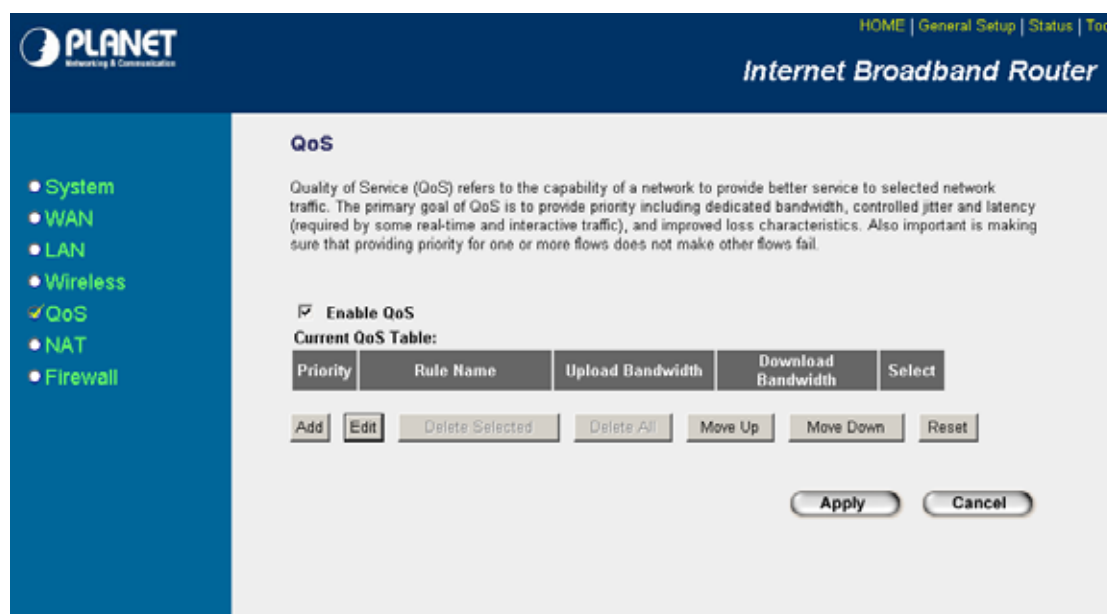 PLANET
Networking & Communication
HOME | General Setup | Status |
Internet Broadband Router
System
WAN
LAN
Wireless
QoS
NAT
Firewall
QoS
Quality of Service (QoS) refers to the capability of a network to provide better service to selected network
traffic. The primary goal of QoS is to provide priority including dedicated bandwidth, controlled jitter and latency
(required by some real-time and interactive traffic), and improved loss characteristics. Also important is making
sure that providing priority for one or more flows does not make other flows fail.
Enable QoS
Current QoS Table:
Priority Rule Name Upload Bandwidth Download Bandwidth Select
Add Edit Delete Selected Delete All Move Up Move Down Reset
Apply Cancel